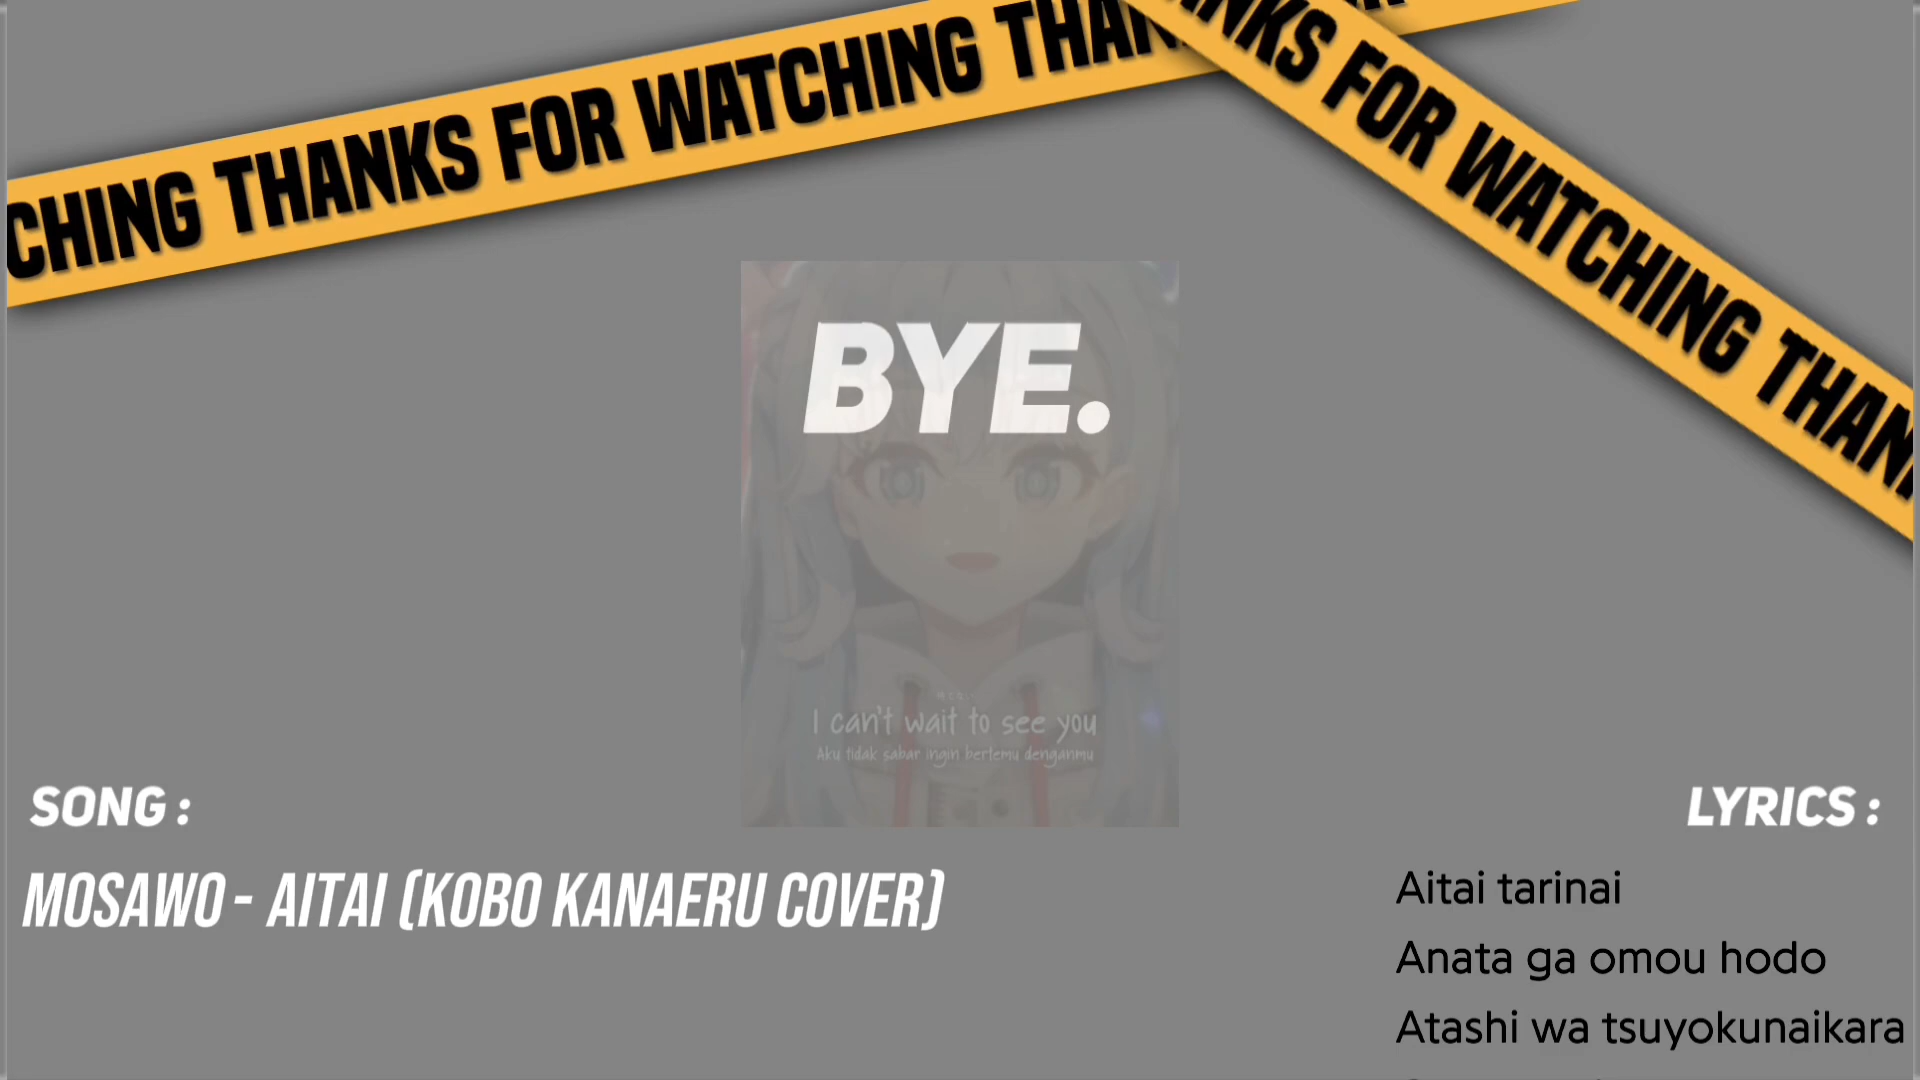 CHING THANKS FOR WATCHING THAN
NKS FOR WATCHING THAN
BYE.
I can't wait to see you
Aku tidak sabar ingin bertemu denganmu
SONG :
MOSAWO - AITAI (KOBO KANAERU COVER)
LYRICS :
Aitai tarinai
Anata ga omou hodo
Atashi wa tsuyokunaikara